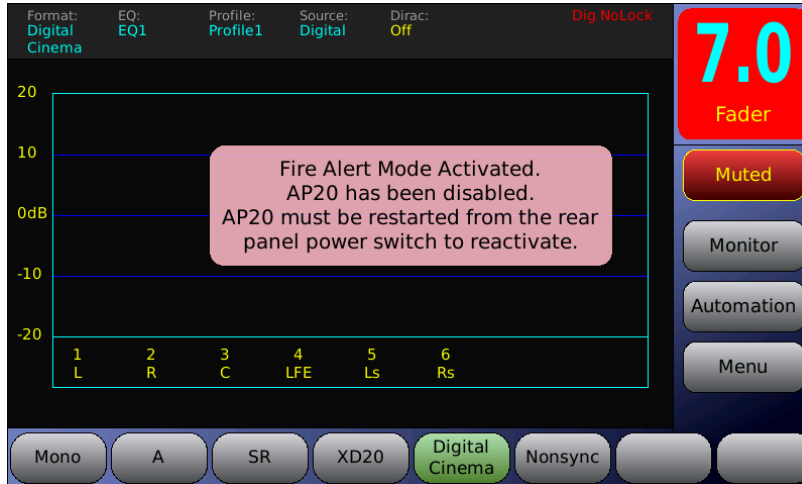 Format: EQ: Profile: Source: Dirac: Dig NoLock
Digital EQ1 Profile1 Digital Off
Cinema
7.0
Fader
20
10
0dB
-10
-20
Fire Alert Mode Activated.
AP20 has been disabled.
AP20 must be restarted from the rear
panel power switch to reactivate.
1 2 3 4 5 6
L R C LFE Ls Rs
Muted
Monitor
Automation
Menu
Mono A SR XD20 Digital Cinema Nonsync